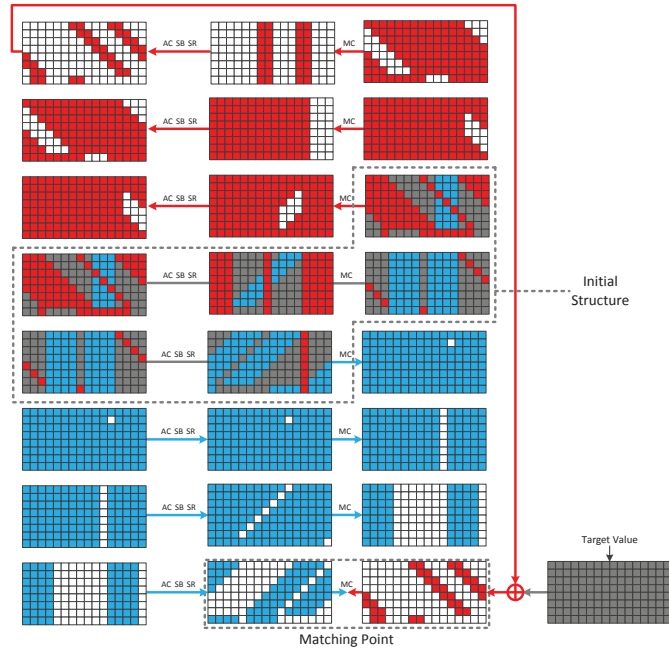 AC SB SR
MC
AC SB SR
MC
AC SB SR
MC
AC SB SR
MC
Initial
Structure
AC SB SR
MC
AC SB SR
MC
AC SB SR
MC
Target Value
AC SB SR
MC
Matching Point